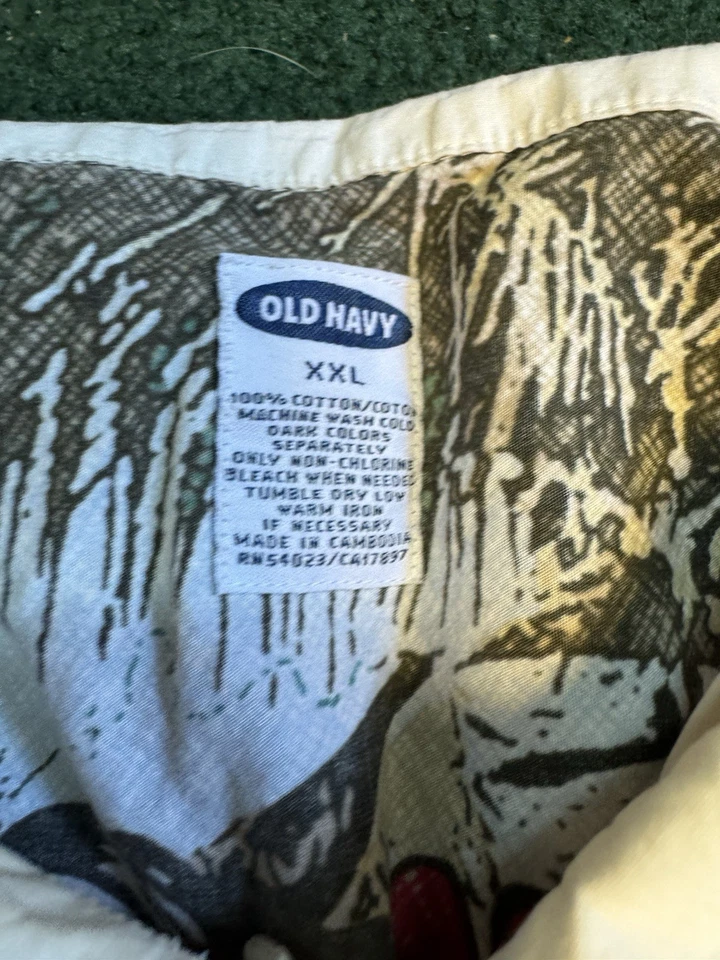 OLD NAVY
XXL
100% COTTON/COTON
MACHINE WASH COLD
DARK COLORS
SEPARATELY
ONLY NON-CHLORINE
BLEACH WHEN NEEDED
TUMBLE DRY LOW
WARM IRON
IF NECESSARY
MADE IN CAMBODIA
RN54023/CA17897